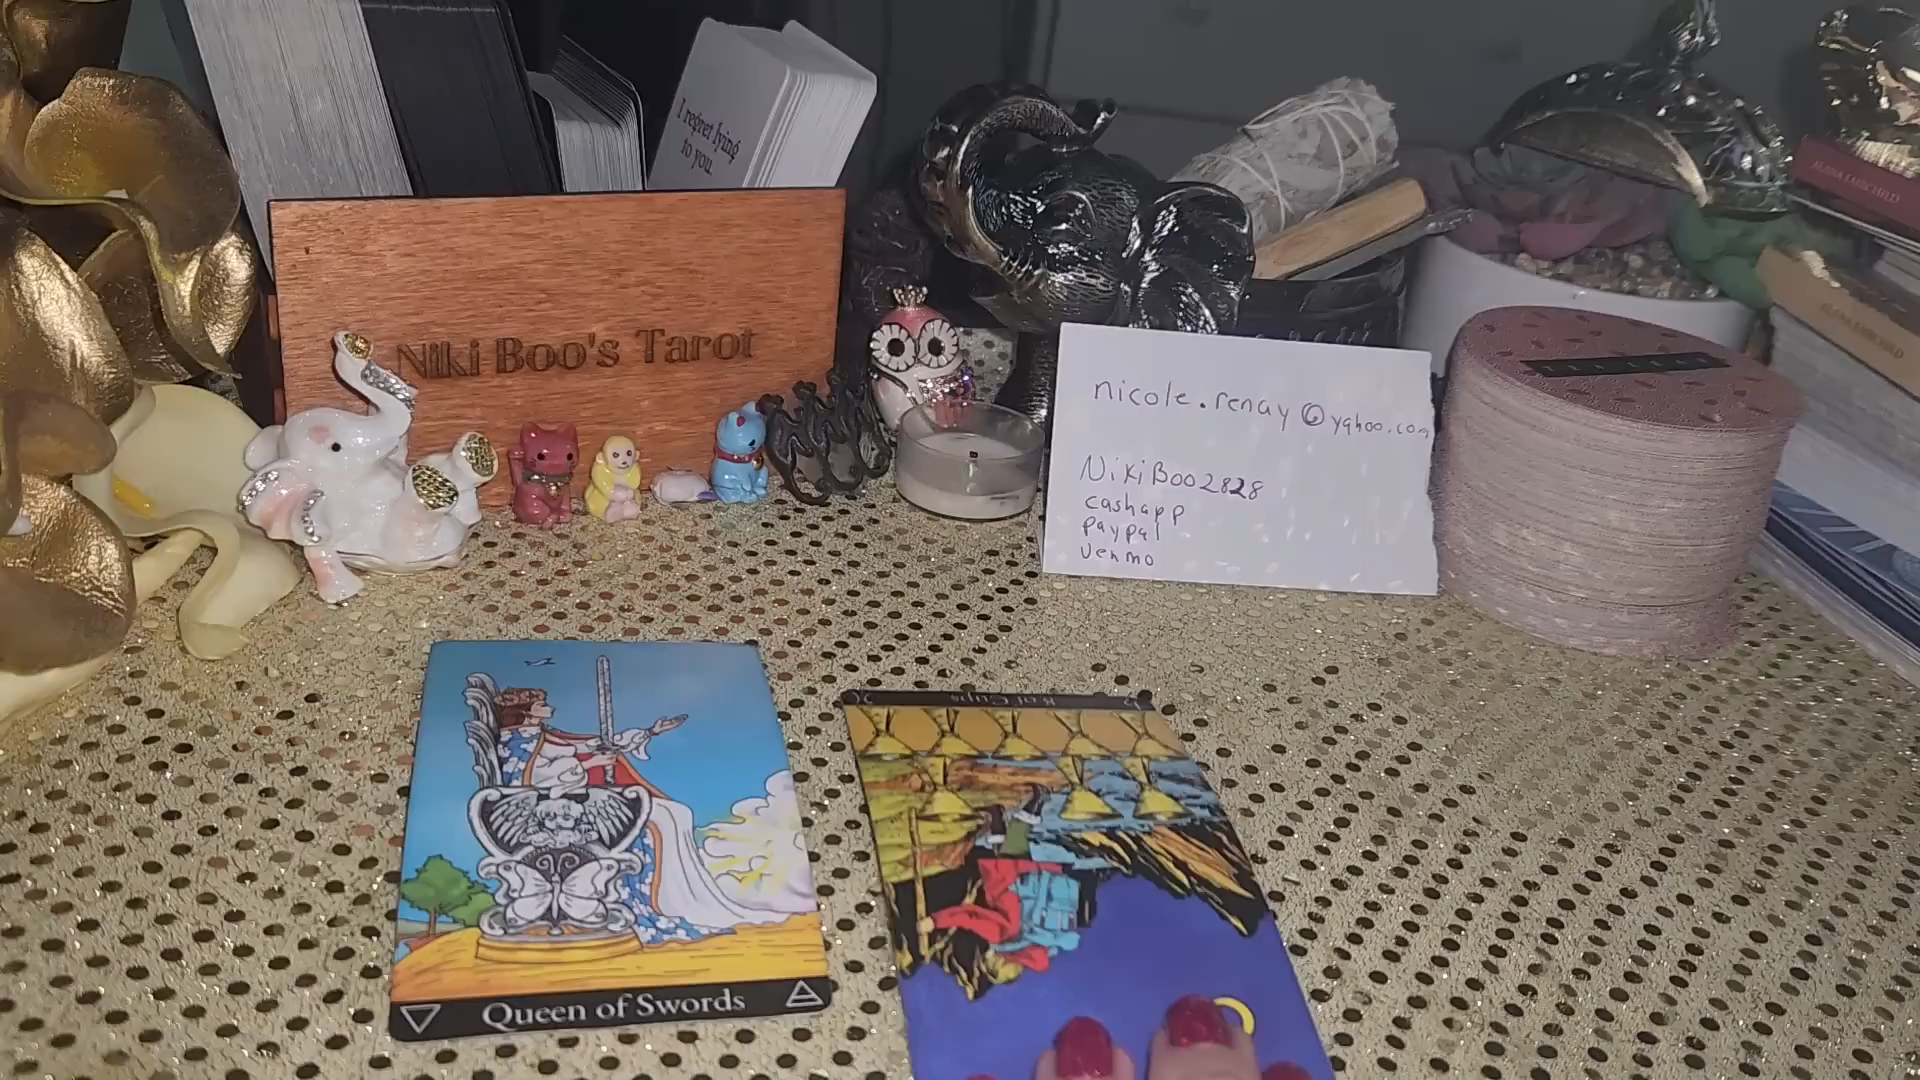 I regret lying
to you.
Niki Boo's Tarot
nicole.renay@yahoo.com
NikiBoo2828
cashapp
paypal
venmo
8 of Cups
Queen of Swords